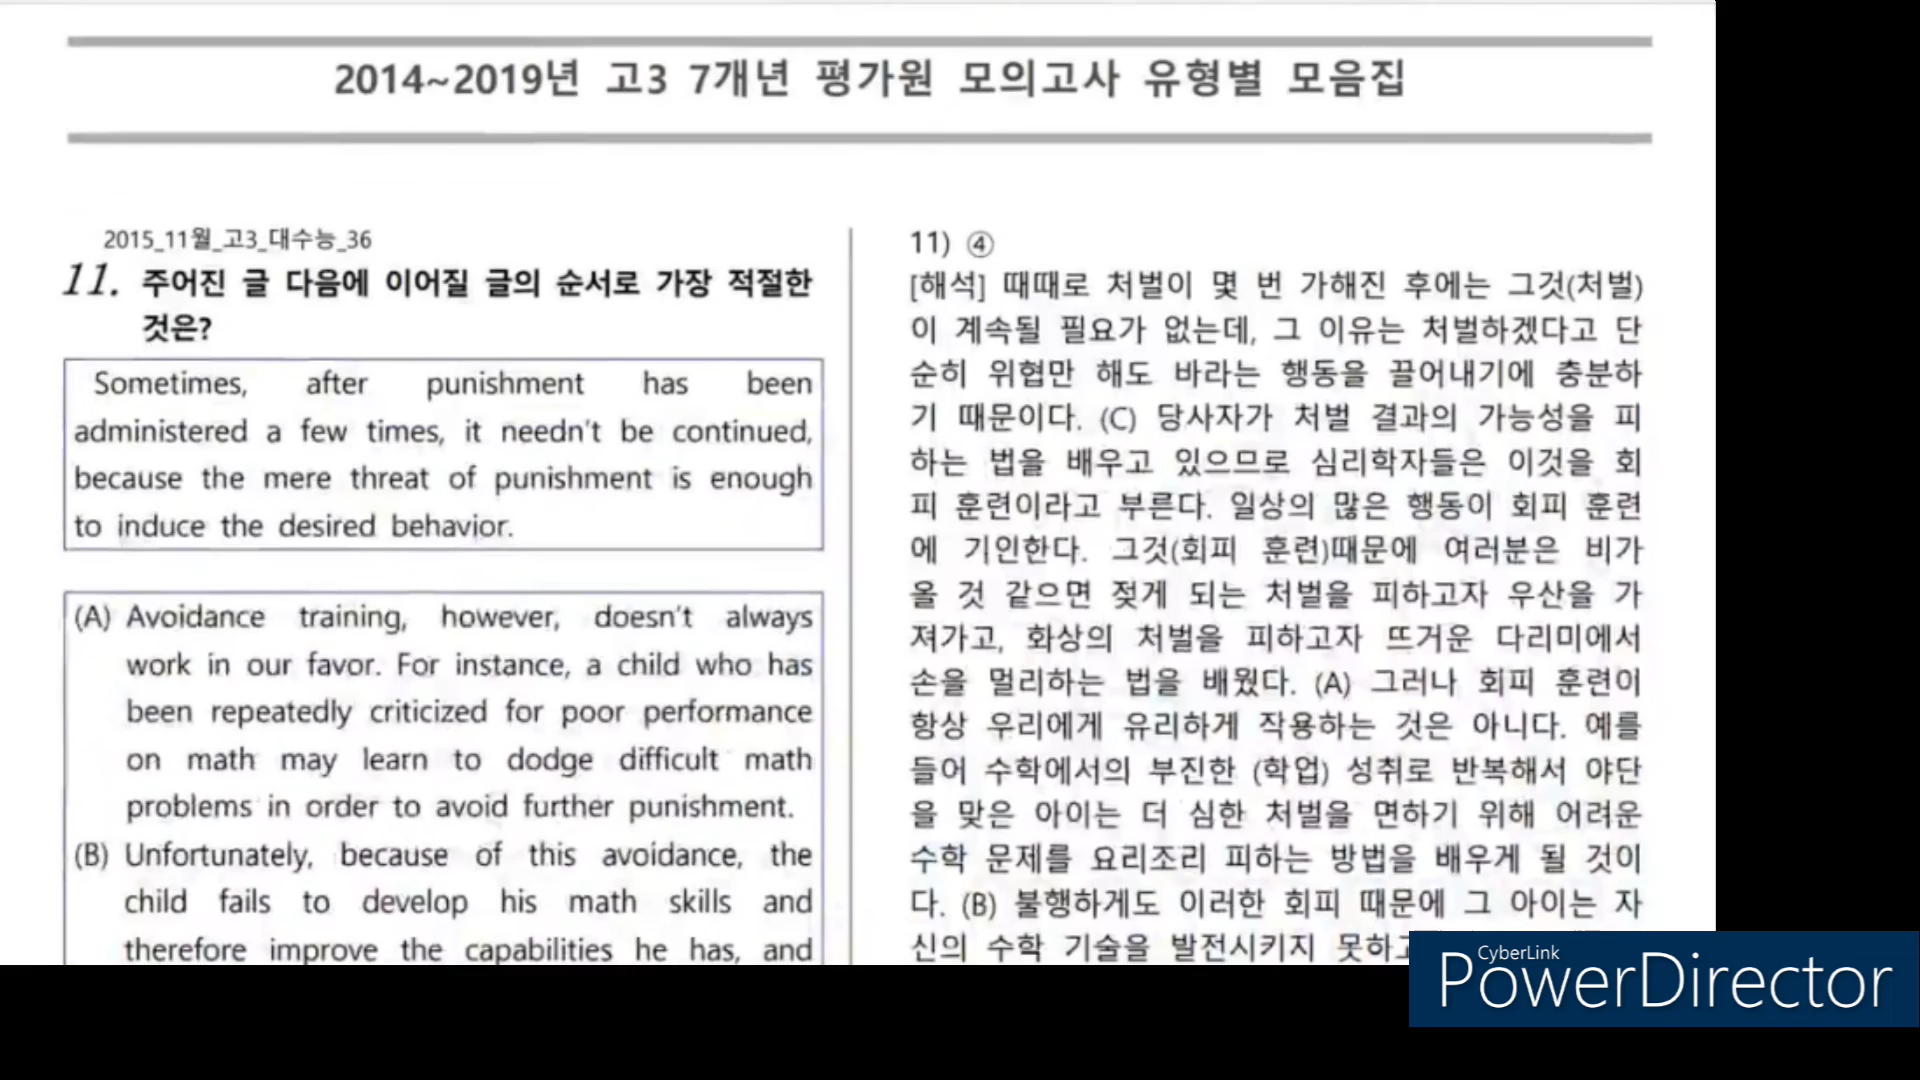 2014~2019년 고3 7개년 평가원 모의고사 유형별 모음집
2015_11월_고3_대수능_36
11. 주어진 글 다음에 이어질 글의 순서로 가장 적절한
것은?
Sometimes, after punishment has been
administered a few times, it needn't be continued,
because the mere threat of punishment is enough
to induce the desired behavior.
(A) Avoidance training, however, doesn't always
work in our favor. For instance, a child who has
been repeatedly criticized for poor performance
on math may learn to dodge difficult math
problems in order to avoid further punishment.
(B) Unfortunately, because of this avoidance, the
child fails to develop his math skills and
therefore improve the capabilities he has, and
11) ④
[해석] 때때로 처벌이 몇 번 가해진 후에는 그것(처벌)
이 계속될 필요가 없는데, 그 이유는 처벌하겠다고 단
순히 위협만 해도 바라는 행동을 끌어내기에 충분하
기 때문이다. (C) 당사자가 처벌 결과의 가능성을 피
하는 법을 배우고 있으므로 심리학자들은 이것을 회
피 훈련이라고 부른다. 일상의 많은 행동이 회피 훈련
에 기인한다. 그것(회피 훈련)때문에 여러분은 비가
올 것 같으면 젖게 되는 처벌을 피하고자 우산을 가
져가고, 화상의 처벌을 피하고자 뜨거운 다리미에서
손을 멀리하는 법을 배웠다. (A) 그러나 회피 훈련이
항상 우리에게 유리하게 작용하는 것은 아니다. 예를
들어 수학에서의 부진한 (학업) 성취로 반복해서 야단
을 맞은 아이는 더 심한 처벌을 면하기 위해 어려운
수학 문제를 요리조리 피하는 방법을 배우게 될 것이
다. (B) 불행하게도 이러한 회피 때문에 그 아이는 자
신의 수학 기술을 발전시키지 못하고
CyberLink
PowerDirector